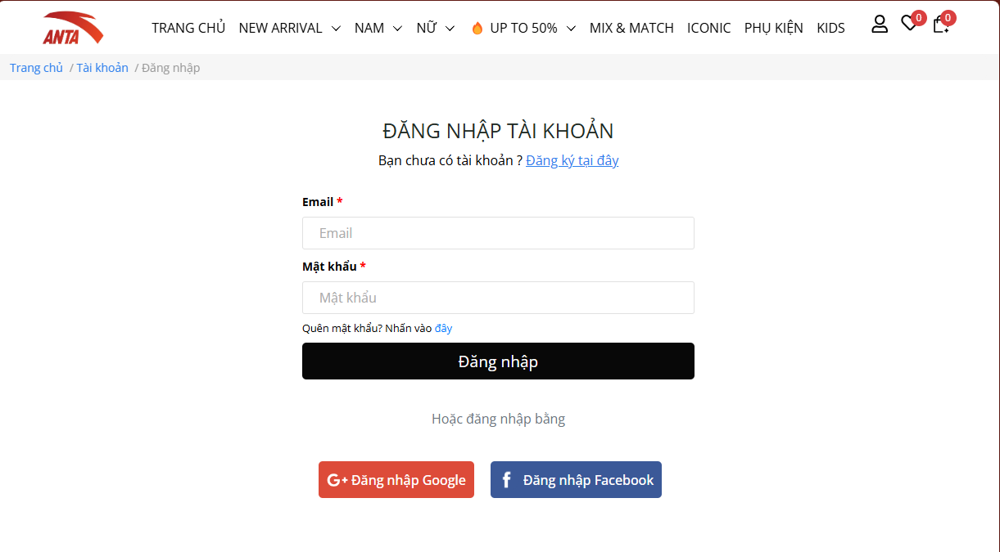 ANTA
TRANG CHỦ NEW ARRIVAL NAM NỮ 🔥 UP TO 50% MIX & MATCH ICONIC PHỤ KIỆN KIDS 0 0
Trang chủ / Tài khoản / Đăng nhập
ĐĂNG NHẬP TÀI KHOẢN
Bạn chưa có tài khoản ? Đăng ký tại đây
Email *
Email
Mật khẩu *
Mật khẩu
Quên mật khẩu? Nhấn vào đây
Đăng nhập
Hoặc đăng nhập bằng
G+ Đăng nhập Google f Đăng nhập Facebook